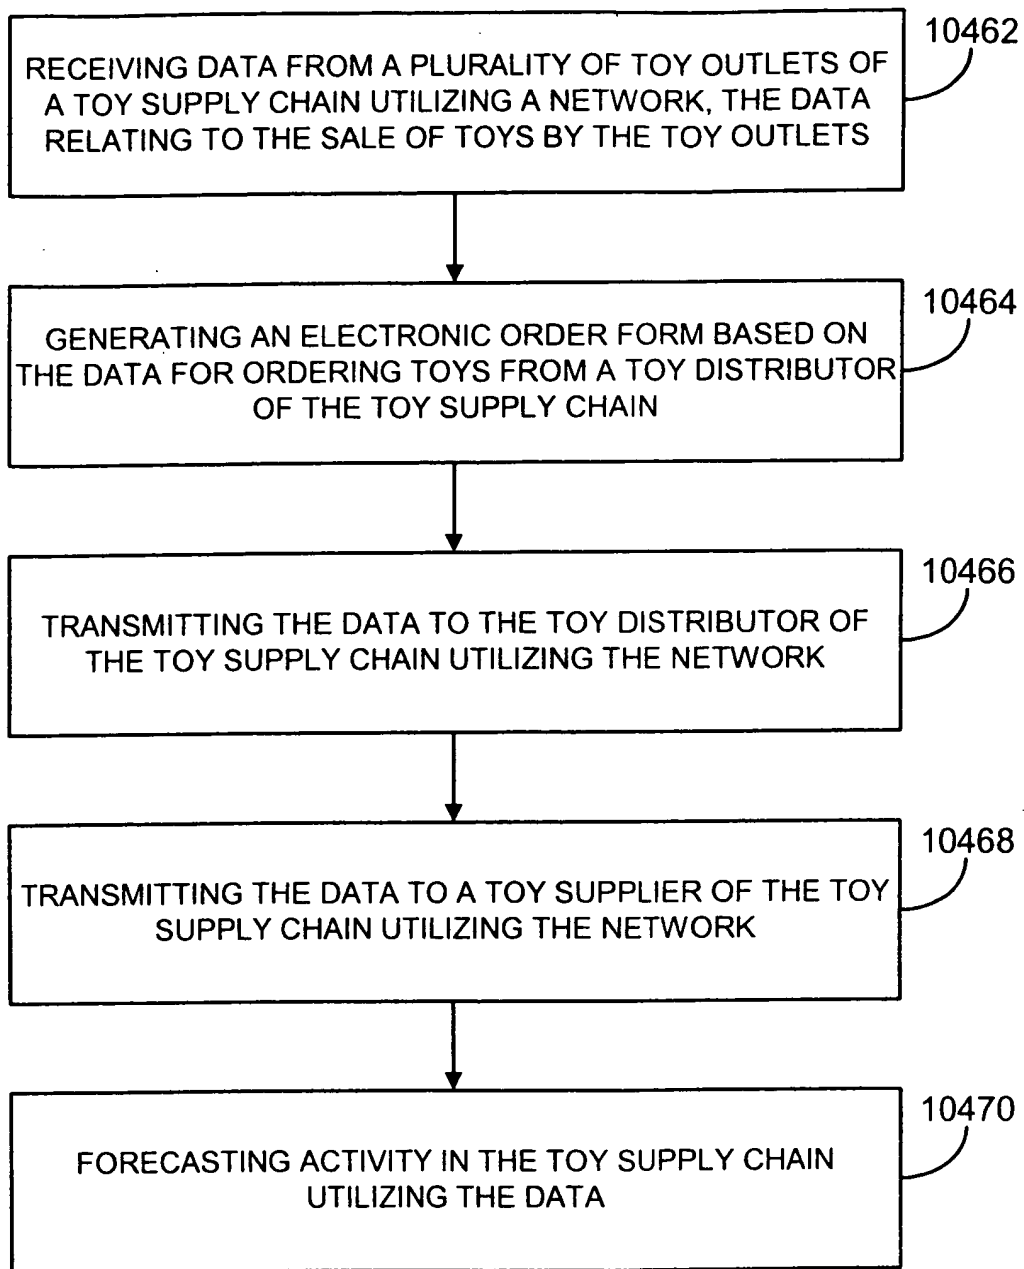 10462
RECEIVING DATA FROM A PLURALITY OF TOY OUTLETS OF
A TOY SUPPLY CHAIN UTILIZING A NETWORK, THE DATA
RELATING TO THE SALE OF TOYS BY THE TOY OUTLETS
10464
GENERATING AN ELECTRONIC ORDER FORM BASED ON
THE DATA FOR ORDERING TOYS FROM A TOY DISTRIBUTOR
OF THE TOY SUPPLY CHAIN
10466
TRANSMITTING THE DATA TO THE TOY DISTRIBUTOR OF
THE TOY SUPPLY CHAIN UTILIZING THE NETWORK
10468
TRANSMITTING THE DATA TO A TOY SUPPLIER OF THE TOY
SUPPLY CHAIN UTILIZING THE NETWORK
10470
FORECASTING ACTIVITY IN THE TOY SUPPLY CHAIN
UTILIZING THE DATA